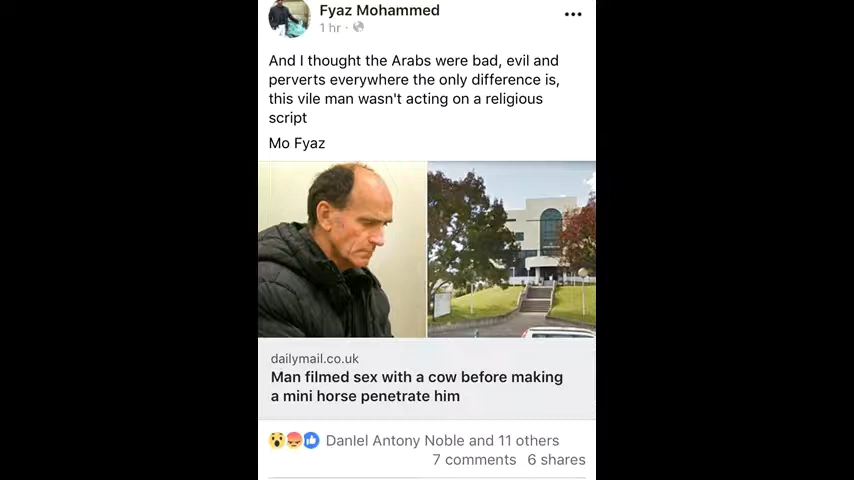 Fyaz Mohammed
1 hr ·
And I thought the Arabs were bad, evil and
perverts everywhere the only difference is,
this vile man wasn't acting on a religious
script
Mo Fyaz
dailymail.co.uk
Man filmed sex with a cow before making
a mini horse penetrate him
Danlel Antony Noble and 11 others
7 comments 6 shares